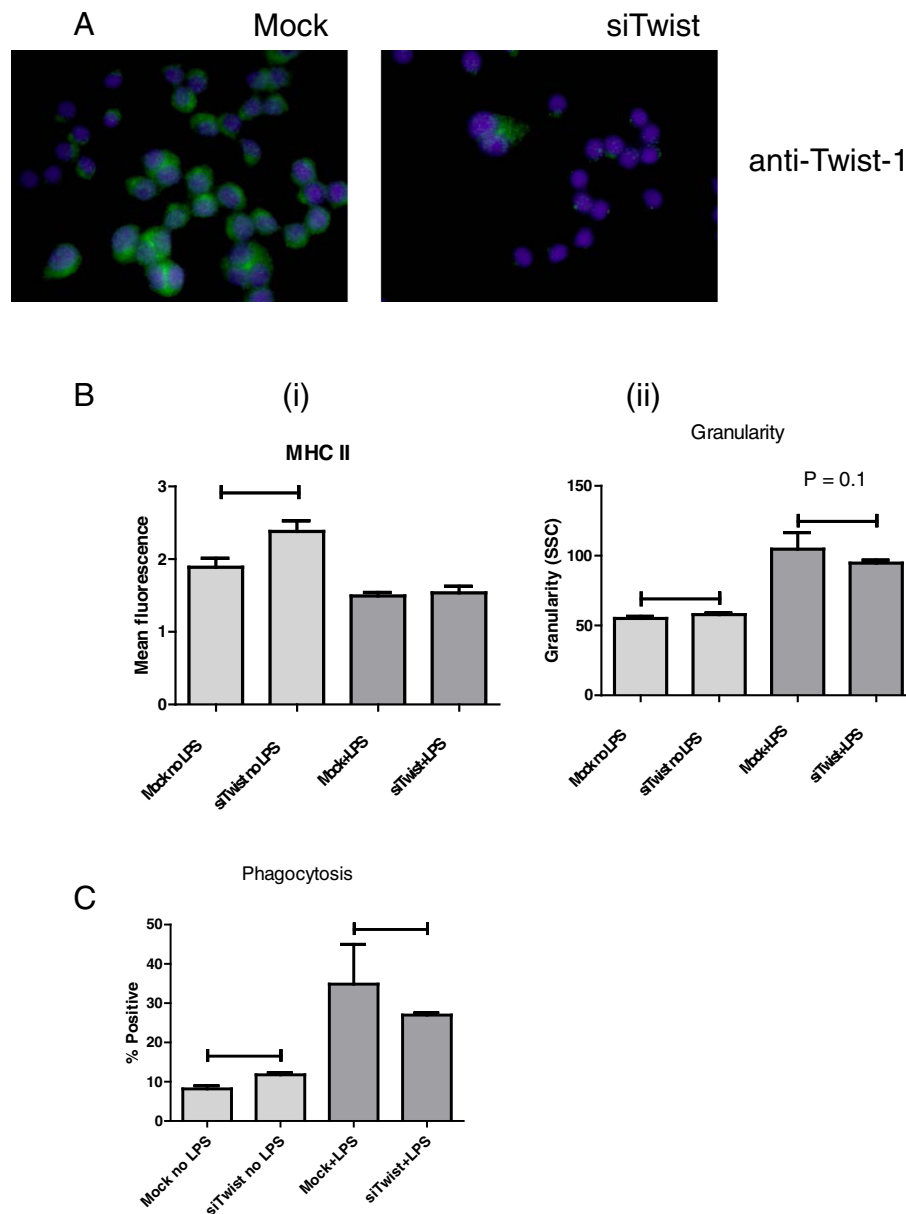 A
Mock
siTwist
anti-Twist-1
B
(i)
MHC II
Mean fluorescence
3
2
1
0
Mock no LPS
siTwist no LPS
Mock+LPS
siTwist+LPS
(ii)
Granularity
P = 0.1
Granularity (SSC)
150
100
50
0
Mock no LPS
siTwist no LPS
Mock+LPS
siTwist+LPS
C
Phagocytosis
% Positive
50
40
30
20
10
0
Mock no LPS
siTwist no LPS
Mock+LPS
siTwist+LPS